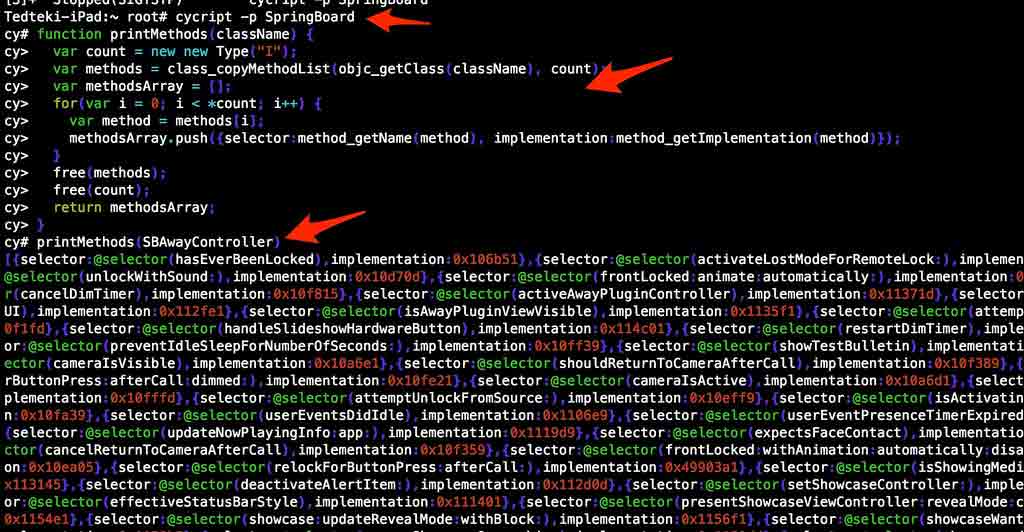 [3]+  Stopped(SIGTSTP)        cycript -p SpringBoard
Tedteki-iPad:~ root# cycript -p SpringBoard
cy# function printMethods(className) {
cy>   var count = new new Type("I");
cy>   var methods = class_copyMethodList(objc_getClass(className), count);
cy>   var methodsArray = [];
cy>   for(var i = 0; i < *count; i++) {
cy>     var method = methods[i];
cy>     methodsArray.push({selector:method_getName(method), implementation:method_getImplementation(method)});
cy>   }
cy>   free(methods);
cy>   free(count);
cy>   return methodsArray;
cy> }
cy# printMethods(SBAwayController)
[{selector:@selector(hasEverBeenLocked),implementation:0x106b51},{selector:@selector(activateLostModeForRemoteLock:),implemen
@selector(unlockWithSound:),implementation:0x10d70d},{selector:@selector(frontLocked:animate:automatically:),implementation:0
r(cancelDimTimer),implementation:0x10f815},{selector:@selector(activeAwayPluginController),implementation:0x11371d},{selector
UI),implementation:0x112fe1},{selector:@selector(isAwayPluginViewVisible),implementation:0x1135f1},{selector:@selector(attemp
0f1fd},{selector:@selector(handleSlideshowHardwareButton),implementation:0x114c01},{selector:@selector(restartDimTimer),imple
or:@selector(preventIdleSleepForNumberOfSeconds:),implementation:0x10ff39},{selector:@selector(showTestBulletin),implementati
ector(cameraIsVisible),implementation:0x10a6e1},{selector:@selector(shouldReturnToCameraAfterCall),implementation:0x10f389},{
rButtonPress:afterCall:dimmed:),implementation:0x10fe21},{selector:@selector(cameraIsActive),implementation:0x10a6d1},{select
plementation:0x10fffd},{selector:@selector(attemptUnlockFromSource:),implementation:0x10eff9},{selector:@selector(isActivatin
n:0x10fa39},{selector:@selector(userEventsDidIdle),implementation:0x1106e9},{selector:@selector(userEventPresenceTimerExpired
{selector:@selector(updateNowPlayingInfo:app:),implementation:0x1119d9},{selector:@selector(expectsFaceContact),implementatio
ctor(cancelReturnToCameraAfterCall),implementation:0x10f359},{selector:@selector(frontLocked:withAnimation:automatically:disa
on:0x10ea05},{selector:@selector(relockForButtonPress:afterCall:),implementation:0x49903a1},{selector:@selector(isShowingMedi
x113145},{selector:@selector(deactivateAlertItem:),implementation:0x112d0d},{selector:@selector(setShowcaseController:),imple
or:@selector(effectiveStatusBarStyle),implementation:0x111401},{selector:@selector(presentShowcaseViewController:revealMode:c
0x1154e1},{selector:@selector(showcase:updateRevealMode:withBlock:),implementation:0x1156f1},{selector:@selector(showcaseWant